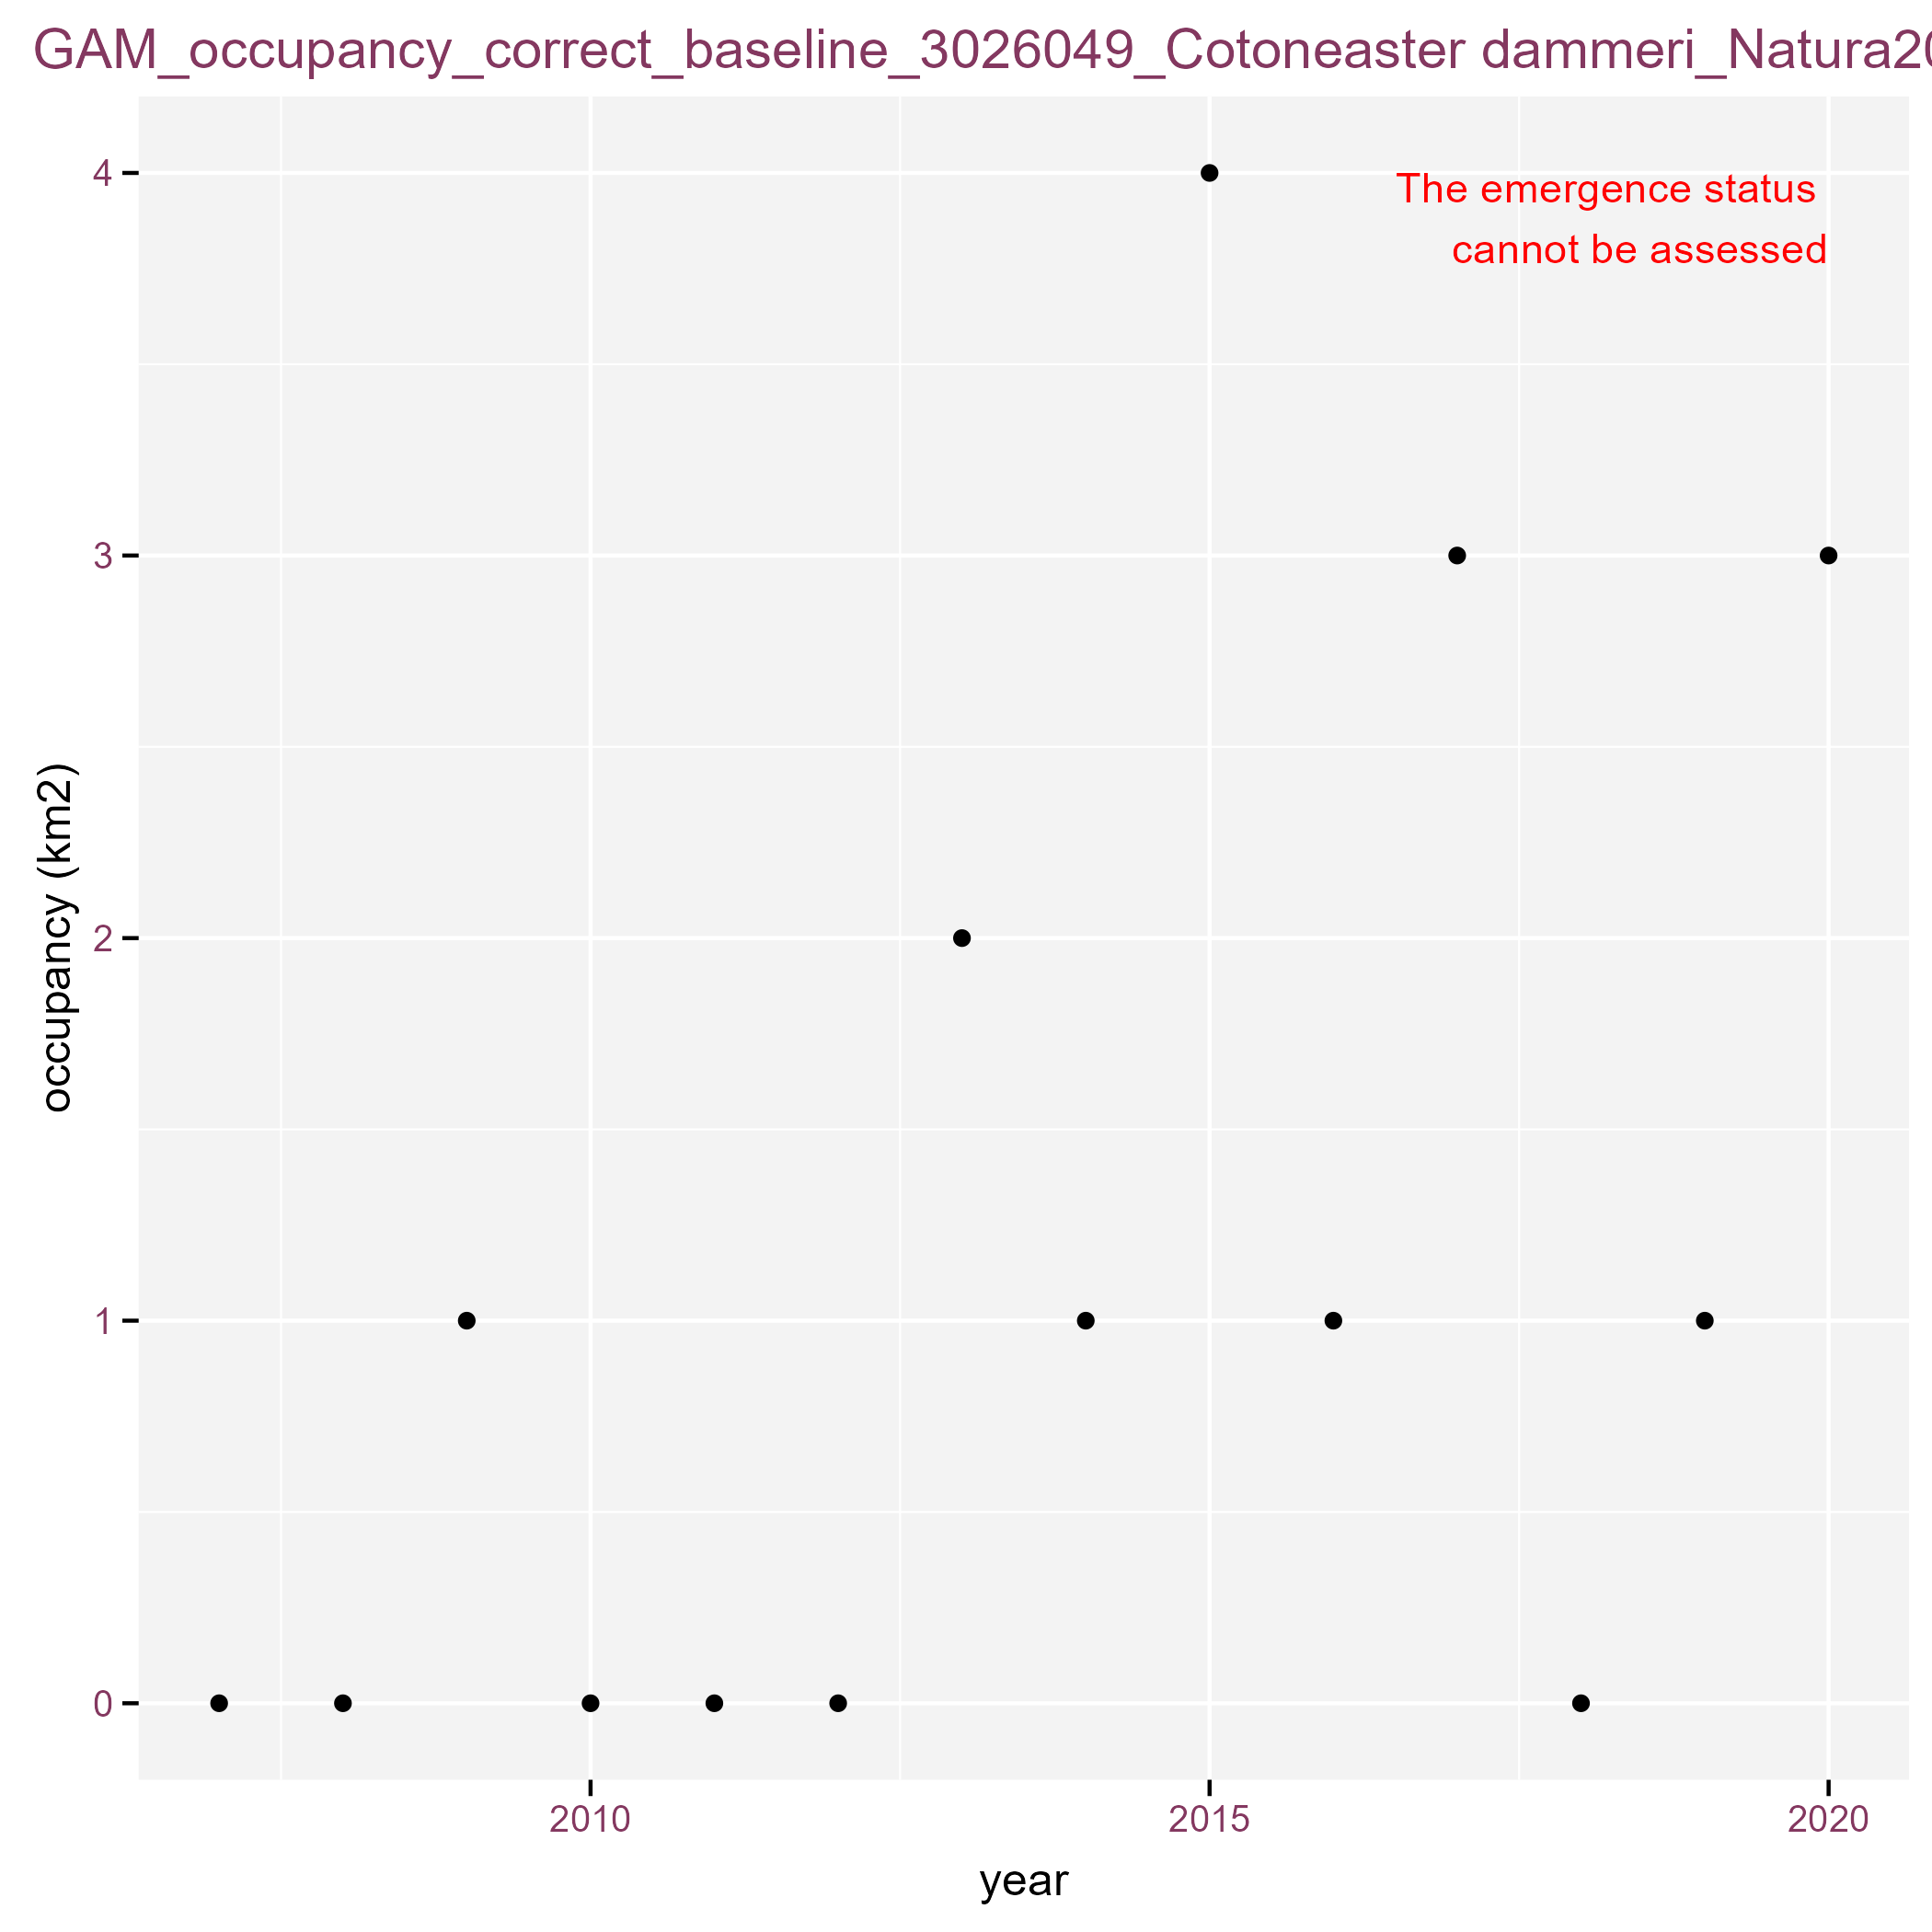 GAM_occupancy_correct_baseline_3026049_Cotoneaster dammeri_Natura20
The emergence status
cannot be assessed
4
3
2
1
0
occupancy (km2)
2010 2015 2020
year